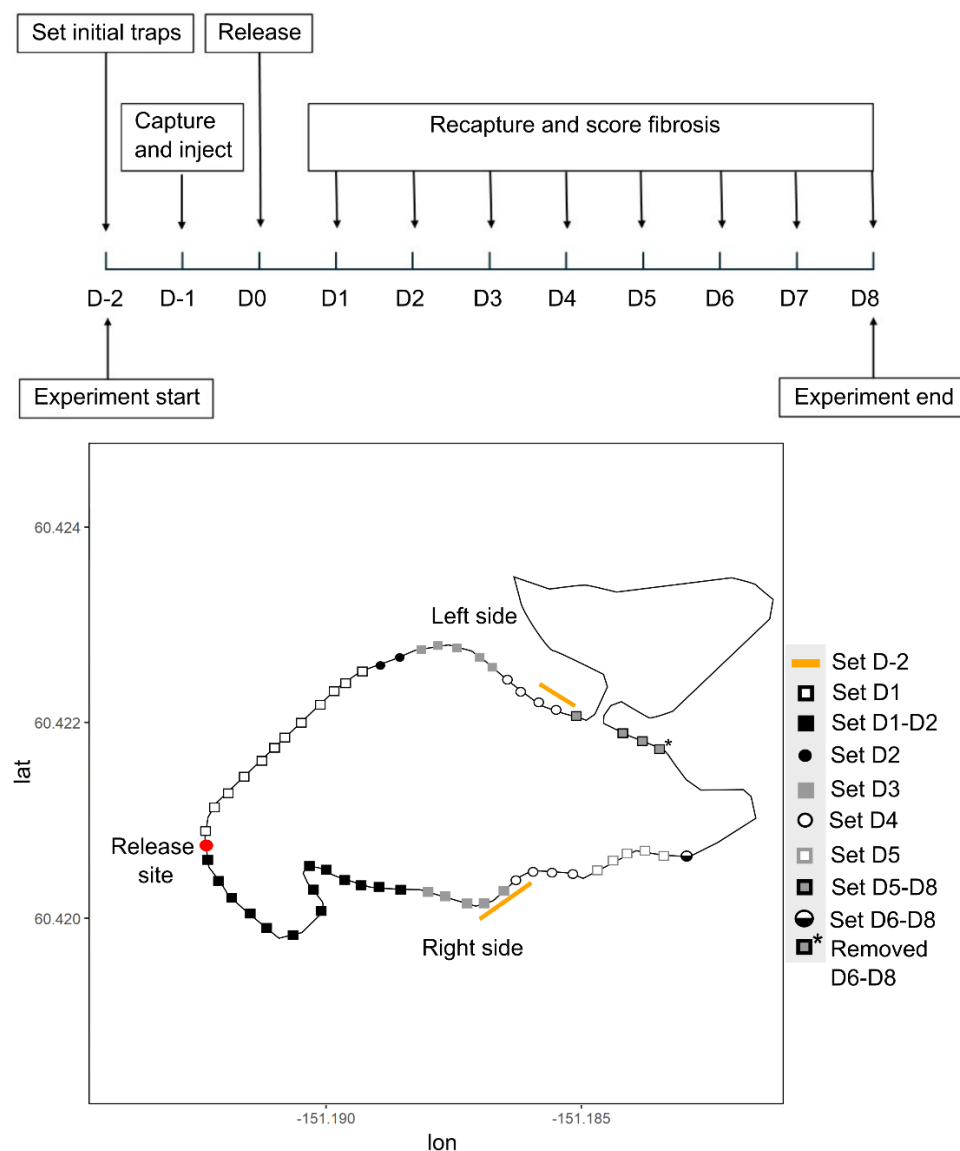 Set initial traps
Release
Capture
and inject
Recapture and score fibrosis
D-2
D-1
D0
D1
D2
D3
D4
D5
D6
D7
D8
Experiment start
Experiment end
60.424
60.422
60.420
lat
Left side
Release
site
Right side
*
-151.190
-151.185
lon
Set D-2
Set D1
Set D1-D2
Set D2
Set D3
Set D4
Set D5
Set D5-D8
Set D6-D8
* Removed
D6-D8